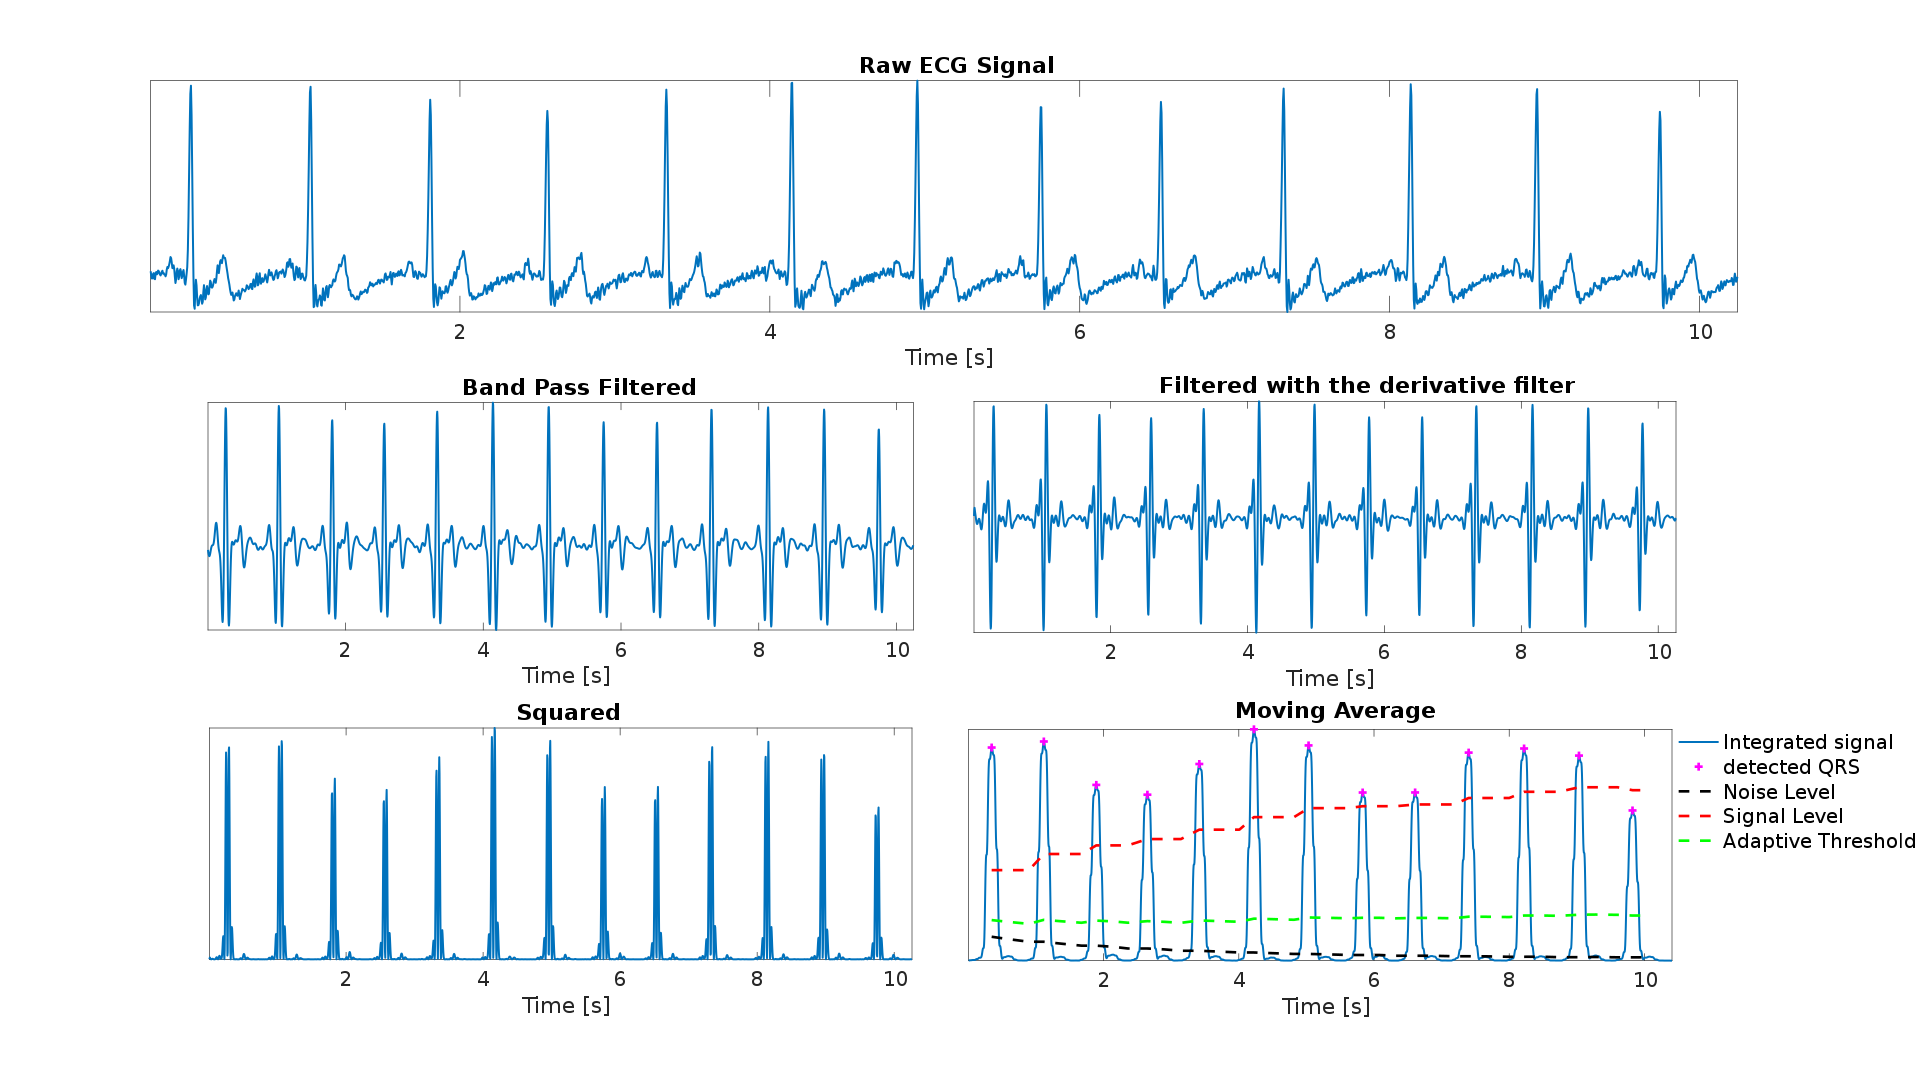 Raw ECG Signal
2 4 6 8 10
Time [s]
Band Pass Filtered
2 4 6 8 10
Time [s]
Filtered with the derivative filter
2 4 6 8 10
Time [s]
Squared
2 4 6 8 10
Time [s]
Moving Average
2 4 6 8 10
Time [s]
Integrated signal
detected QRS
Noise Level
Signal Level
Adaptive Threshold